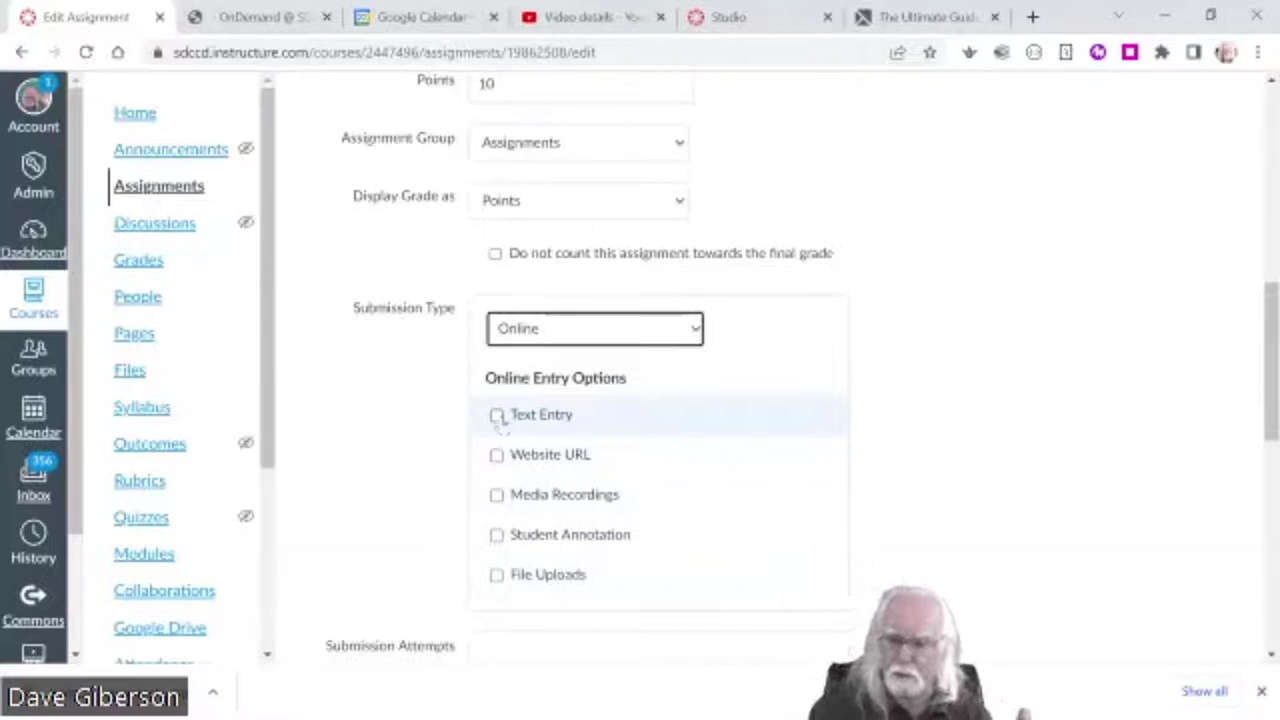 Edit Assignment
OnDemand @ S
Google Calendar
Video details - Yo
Studio
The Ultimate Guid
sdccd.instructure.com/courses/2447496/assignments/19862508/edit
1
Account
Admin
Dashboard
Courses
Groups
Calendar
356
Inbox
History
Commons
Home
Announcements
Assignments
Discussions
Grades
People
Pages
Files
Syllabus
Outcomes
Rubrics
Quizzes
Modules
Collaborations
Google Drive
Points
10
Assignment Group
Assignments
Display Grade as
Points
Do not count this assignment towards the final grade
Submission Type
Online
Online Entry Options
Text Entry
Website URL
Media Recordings
Student Annotation
File Uploads
Submission Attempts
Dave Giberson
Show all